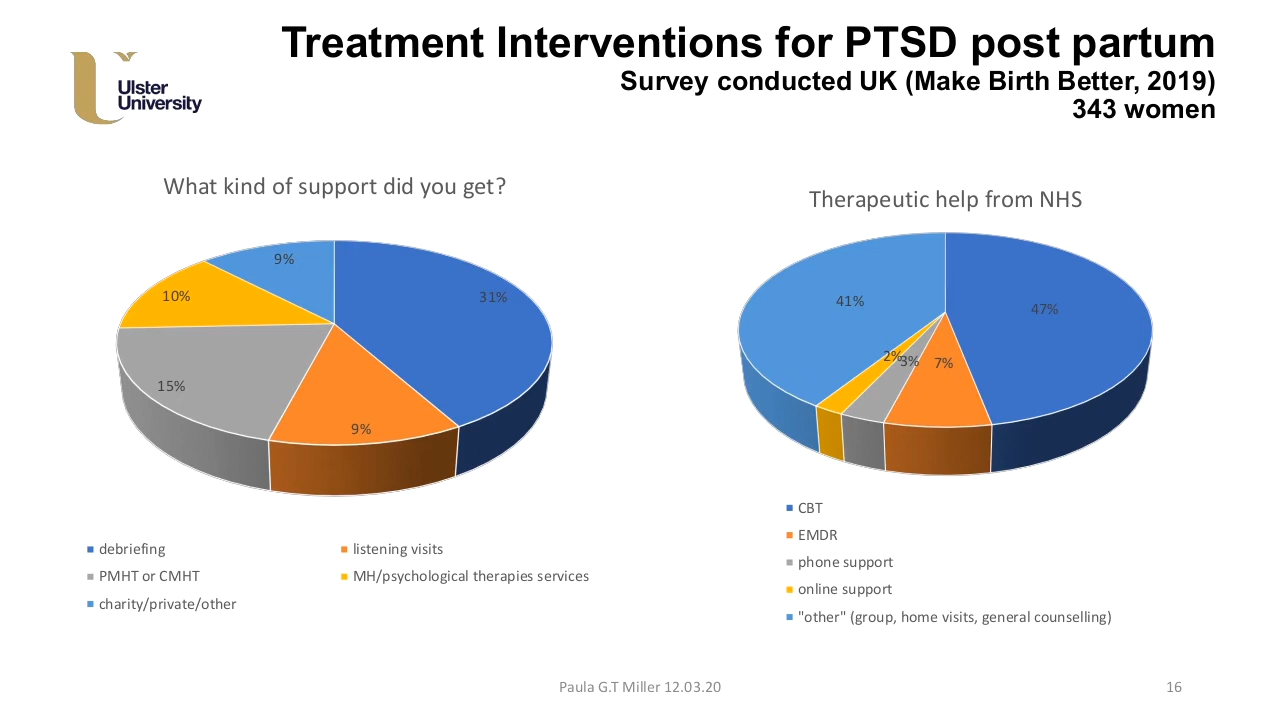 Treatment Interventions for PTSD post partum
Survey conducted UK (Make Birth Better, 2019)
343 women
Ulster
University
What kind of support did you get?
9%
31%
10%
15%
9%
debriefing
listening visits
PMHT or CMHT
MH/psychological therapies services
charity/private/other
Therapeutic help from NHS
41%
47%
2%
3%
7%
CBT
EMDR
phone support
online support
"other" (group, home visits, general counselling)
Paula G.T Miller 12.03.20
16